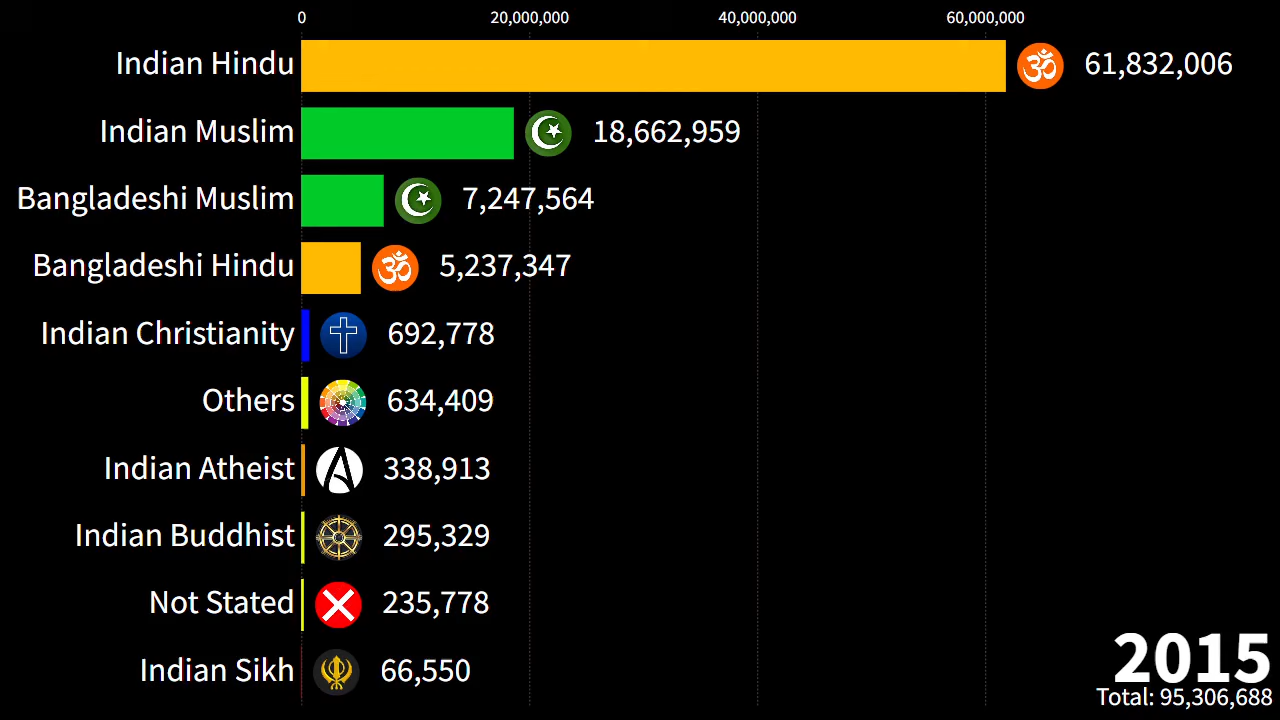 0 20,000,000 40,000,000 60,000,000
Indian Hindu 61,832,006
Indian Muslim 18,662,959
Bangladeshi Muslim 7,247,564
Bangladeshi Hindu 5,237,347
Indian Christianity 692,778
Others 634,409
Indian Atheist 338,913
Indian Buddhist 295,329
Not Stated 235,778
Indian Sikh 66,550
2015
Total: 95,306,688